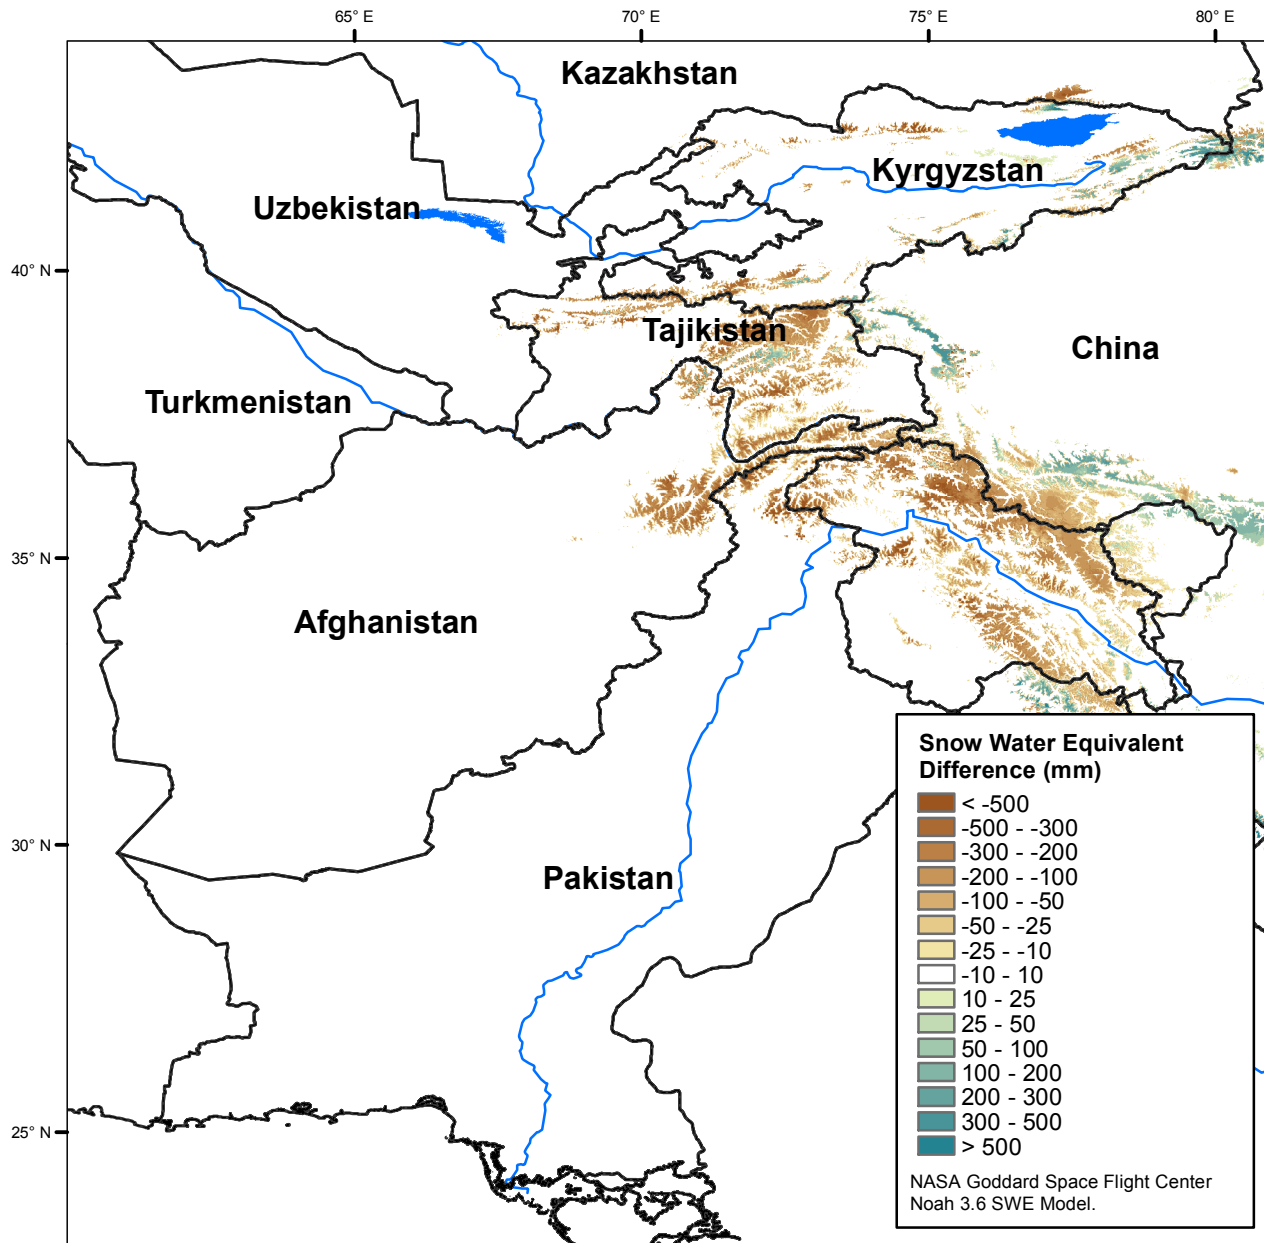 65° E
70° E
75° E
80° E
Kazakhstan
Kyrgyzstan
Uzbekistan
40° N
Tajikistan
China
Turkmenistan
35° N
Afghanistan
Snow Water Equivalent
Difference (mm)
< -500
-500 - -300
-300 - -200
-200 - -100
-100 - -50
-50 - -25
-25 - -10
-10 - 10
10 - 25
25 - 50
50 - 100
100 - 200
200 - 300
300 - 500
> 500
NASA Goddard Space Flight Center
Noah 3.6 SWE Model.
30° N
Pakistan
25° N